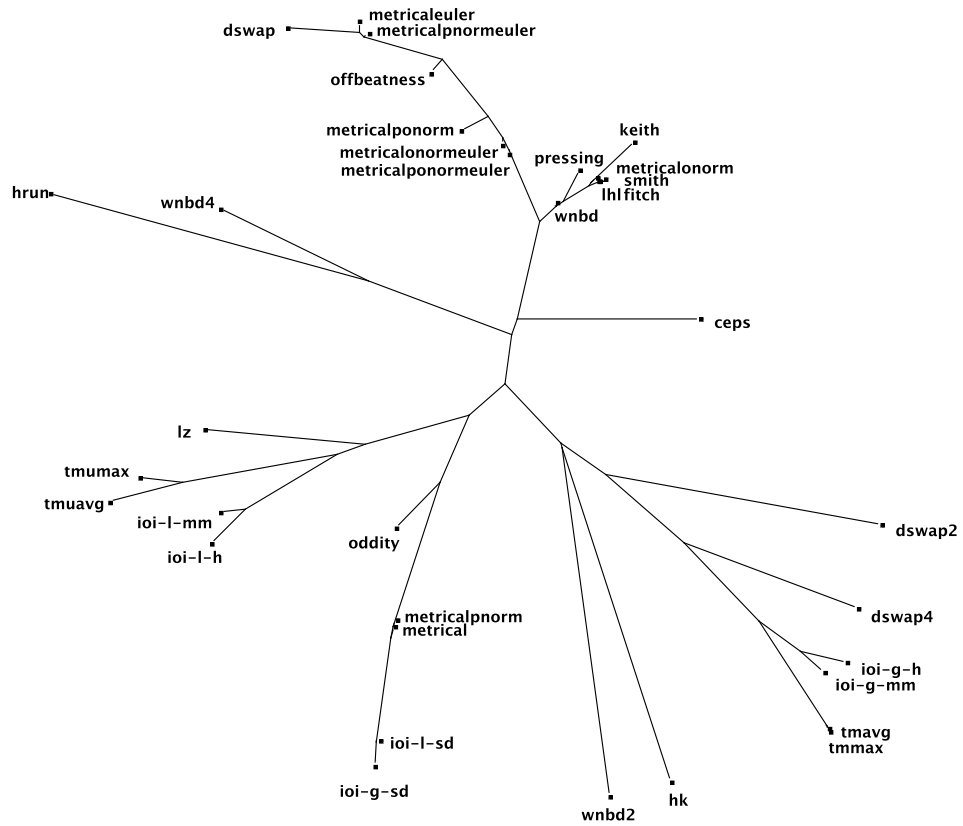 metricaleuler
dswap
metricalpnormeuler
offbeatness
metricalponorm
keith
metricalonormeuler
pressing
metricalponormeuler
metricalonorm
smith
lhl
fitch
hrun
wnbd4
wnbd
ceps
lz
tmumax
tmuavg
ioi-l-mm
ioi-l-h
oddity
dswap2
metricalpnorm
metrical
dswap4
ioi-g-h
ioi-g-mm
ioi-l-sd
tmavg
tmmax
ioi-g-sd
hk
wnbd2